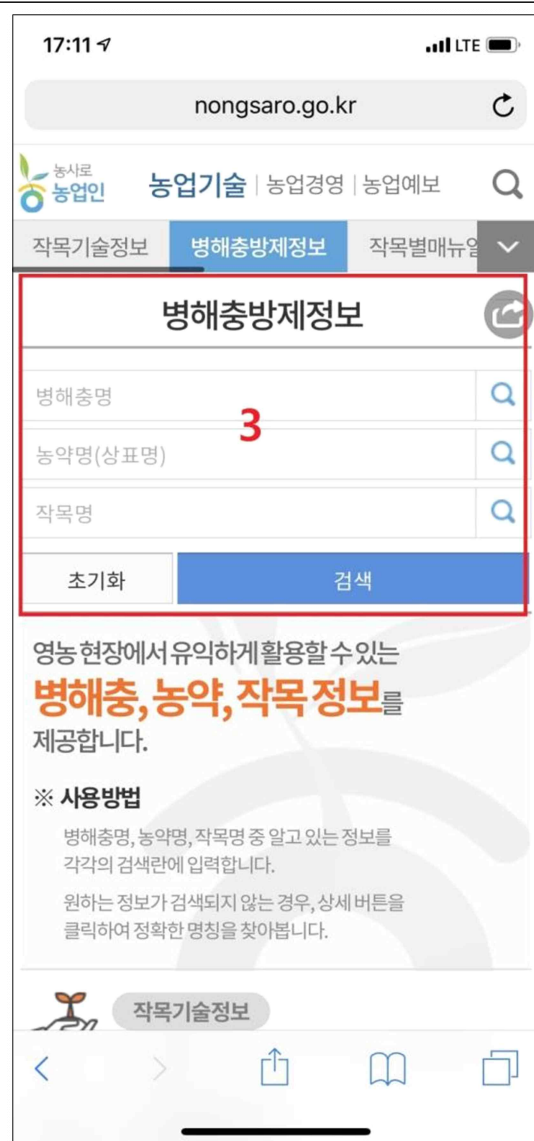 17:11
LTE
nongsaro.go.kr
농사로
농업인
농업기술 | 농업경영 | 농업예보
작목기술정보 병해충방제정보 작목별매뉴얼
병해충방제정보
병해충명
3
농약명(상표명)
작목명
초기화 검색
영농 현장에서 유익하게 활용할 수 있는
병해충, 농약, 작목 정보를
제공합니다.
※ 사용방법
병해충명, 농약명, 작목명 중 알고 있는 정보를
각각의 검색란에 입력합니다.
원하는 정보가 검색되지 않는 경우, 상세 버튼을
클릭하여 정확한 명칭을 찾아봅니다.
작목기술정보